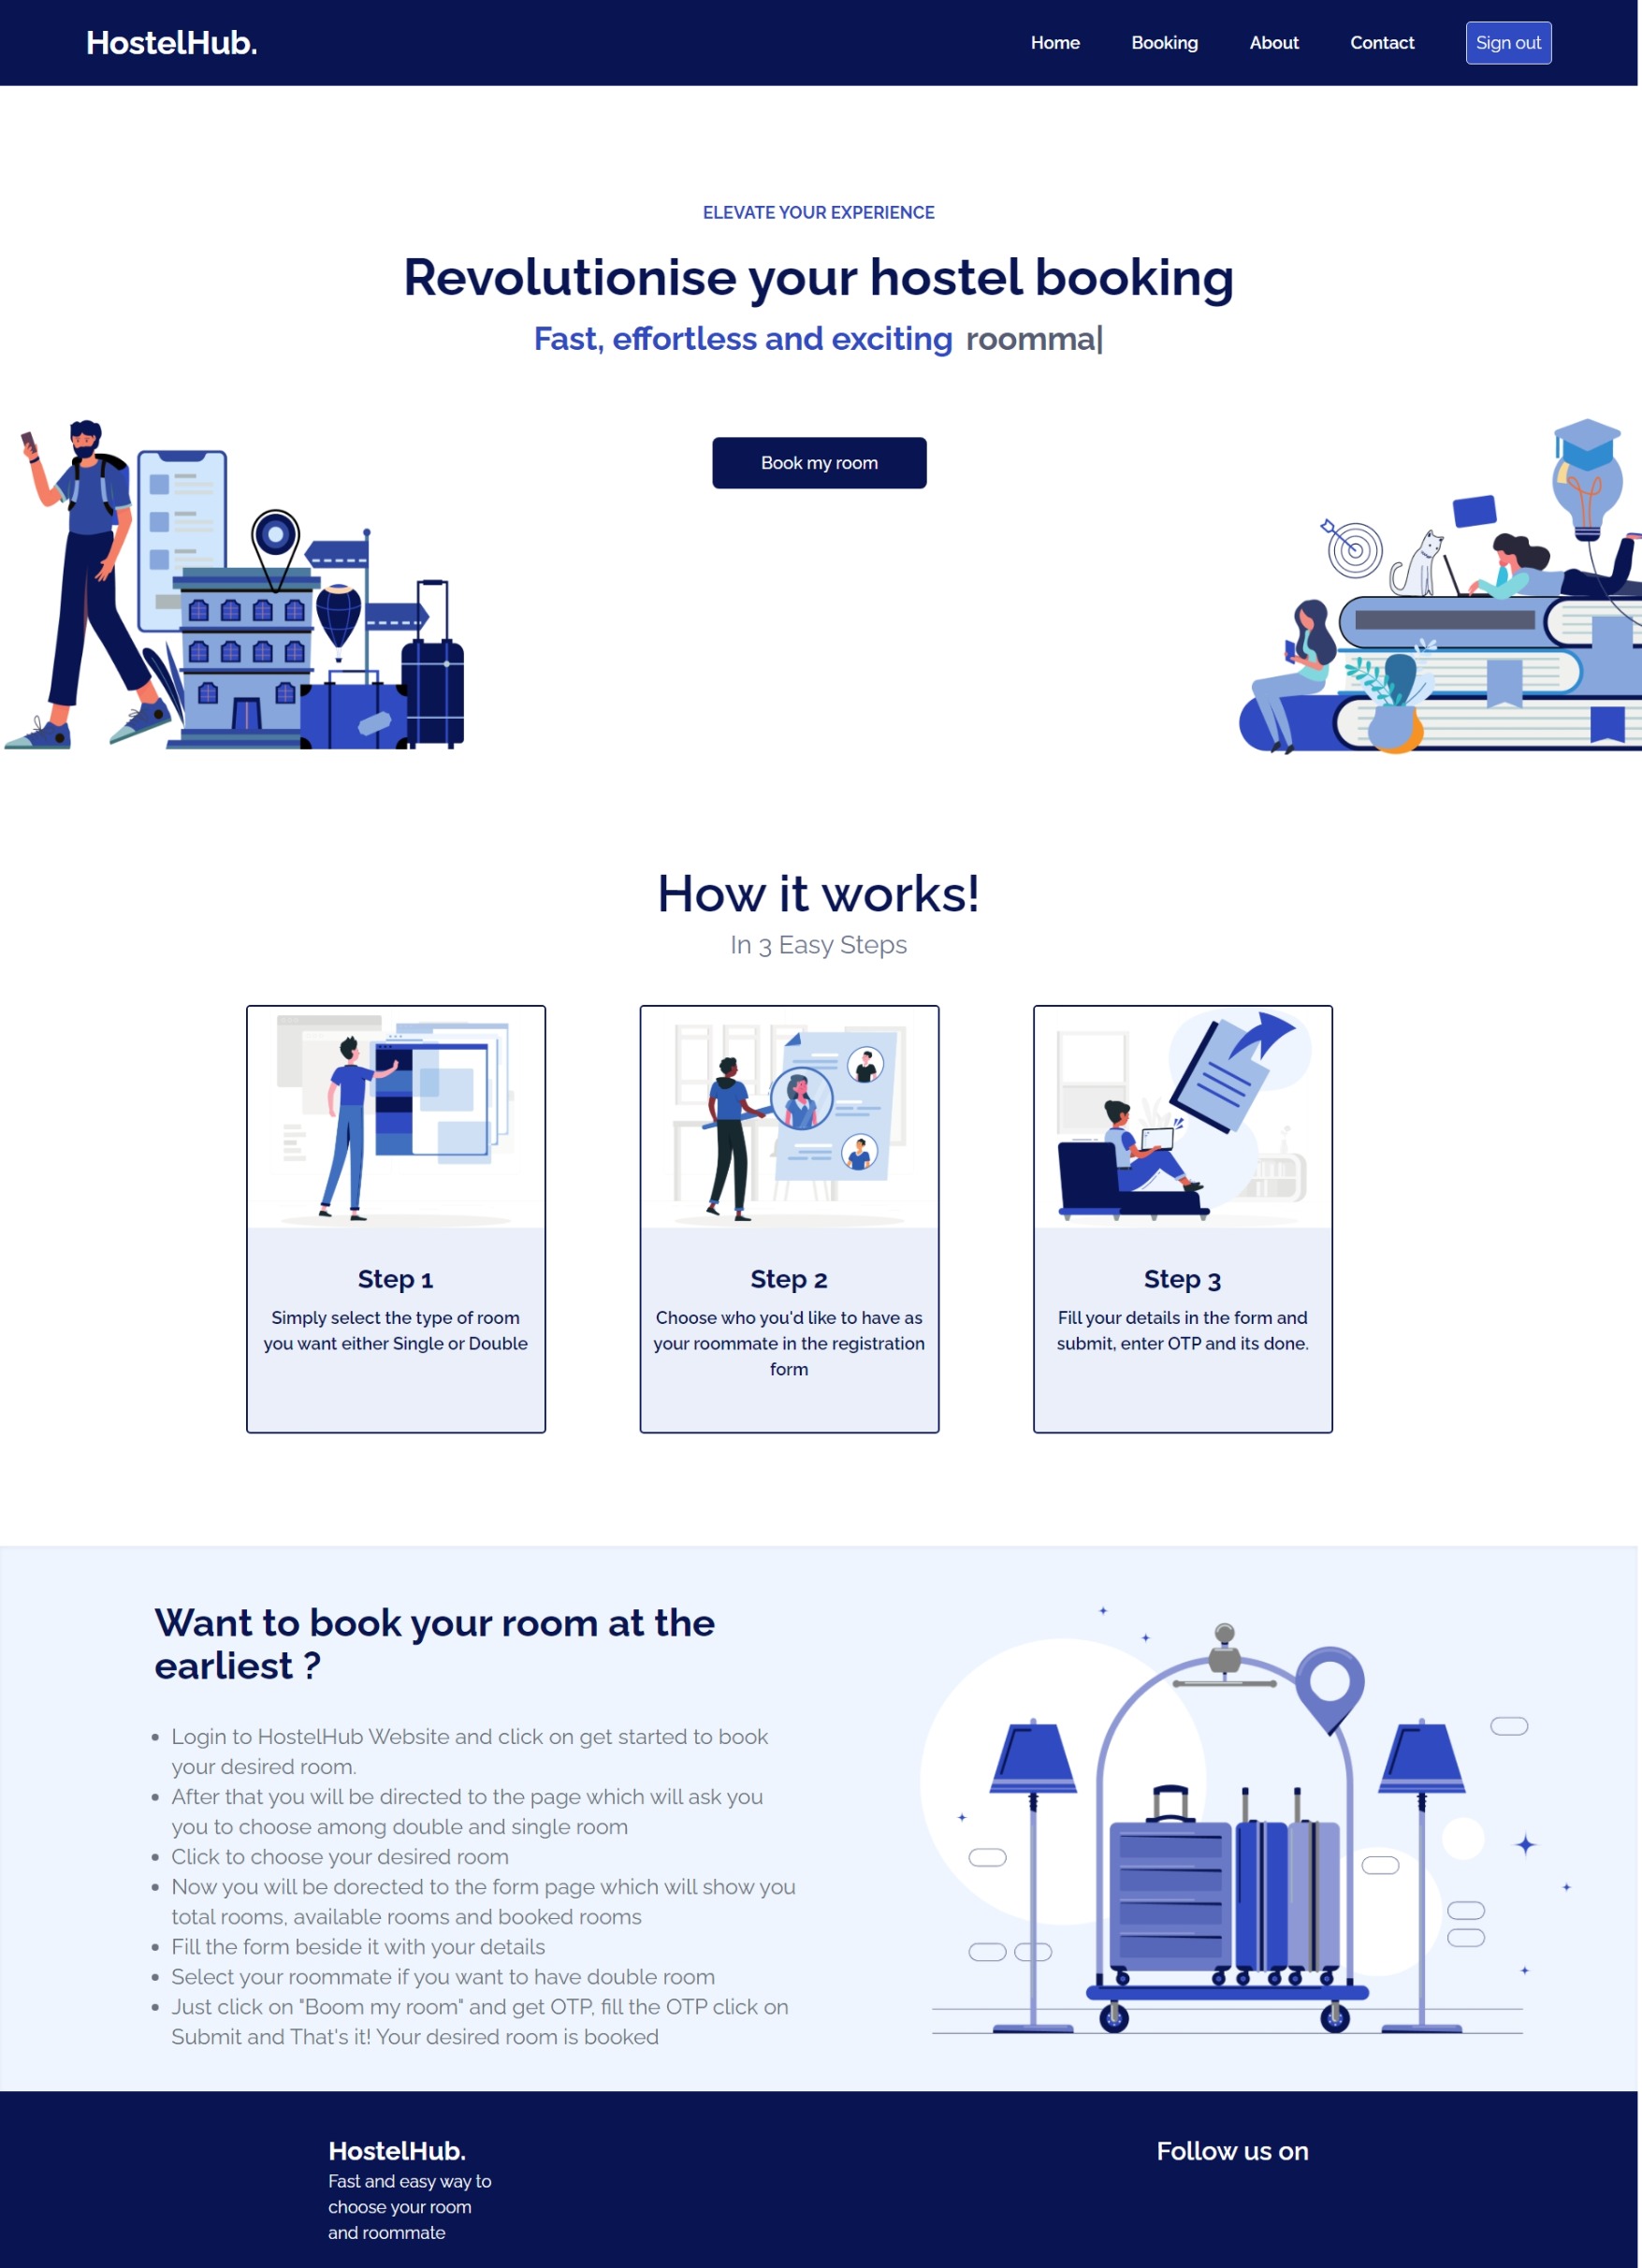 HostelHub.
Home
Booking
About
Contact
Sign out
ELEVATE YOUR EXPERIENCE
Revolutionise your hostel booking
Fast, effortless and exciting roomma|
Book my room
How it works!
In 3 Easy Steps
Step 1
Simply select the type of room
you want either Single or Double
Step 2
Choose who you'd like to have as
your roommate in the registration
form
Step 3
Fill your details in the form and
submit, enter OTP and its done.
Want to book your room at the
earliest ?
• Login to HostelHub Website and click on get started to book
your desired room.
• After that you will be directed to the page which will ask you
you to choose among double and single room
• Click to choose your desired room
• Now you will be dorected to the form page which will show you
total rooms, available rooms and booked rooms
• Fill the form beside it with your details
• Select your roommate if you want to have double room
• Just click on "Boom my room" and get OTP, fill the OTP click on
Submit and That's it! Your desired room is booked
HostelHub.
Fast and easy way to
choose your room
and roommate
Follow us on